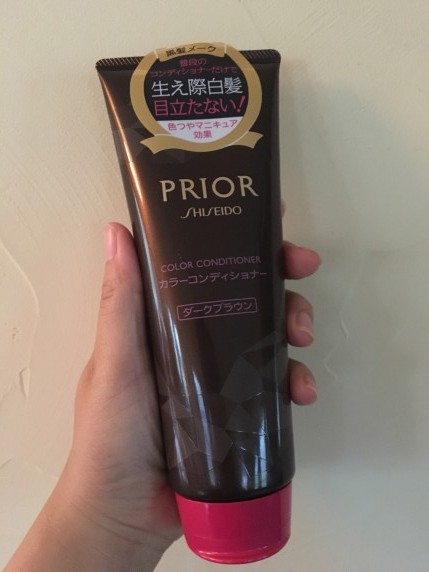 黒髪メーク
普段の
コンディショナーだけで
生え際白髪
目立たない!
色つやマニキュア
効果
PRIOR
SHISEIDO
COLOR CONDITIONER
カラーコンディショナー
ダークブラウン